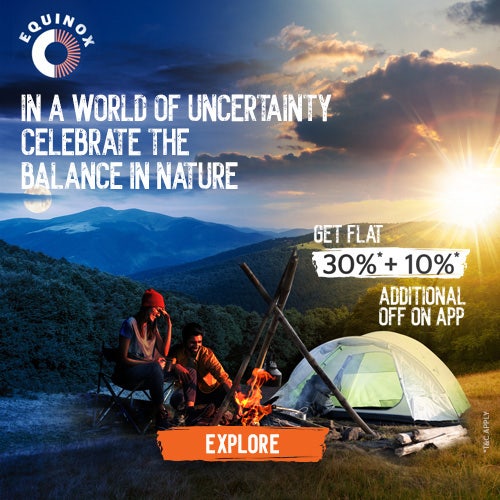 EQUINOX
IN A WORLD OF UNCERTAINTY
CELEBRATE THE
BALANCE IN NATURE
GET FLAT
30%*+ 10%*
ADDITIONAL
OFF ON APP
EXPLORE
*T&C APPLY